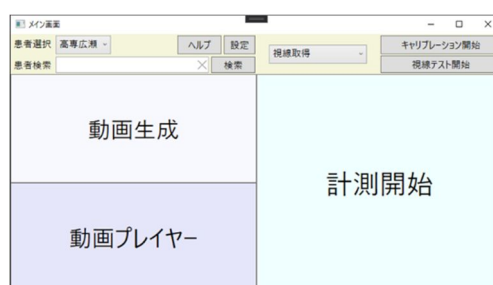 メイン画面
患者選択 高専広瀬 ヘルプ 設定 視線取得 キャリブレーション開始
患者検索 検索 視線テスト開始
動画生成
計測開始
動画プレイヤー